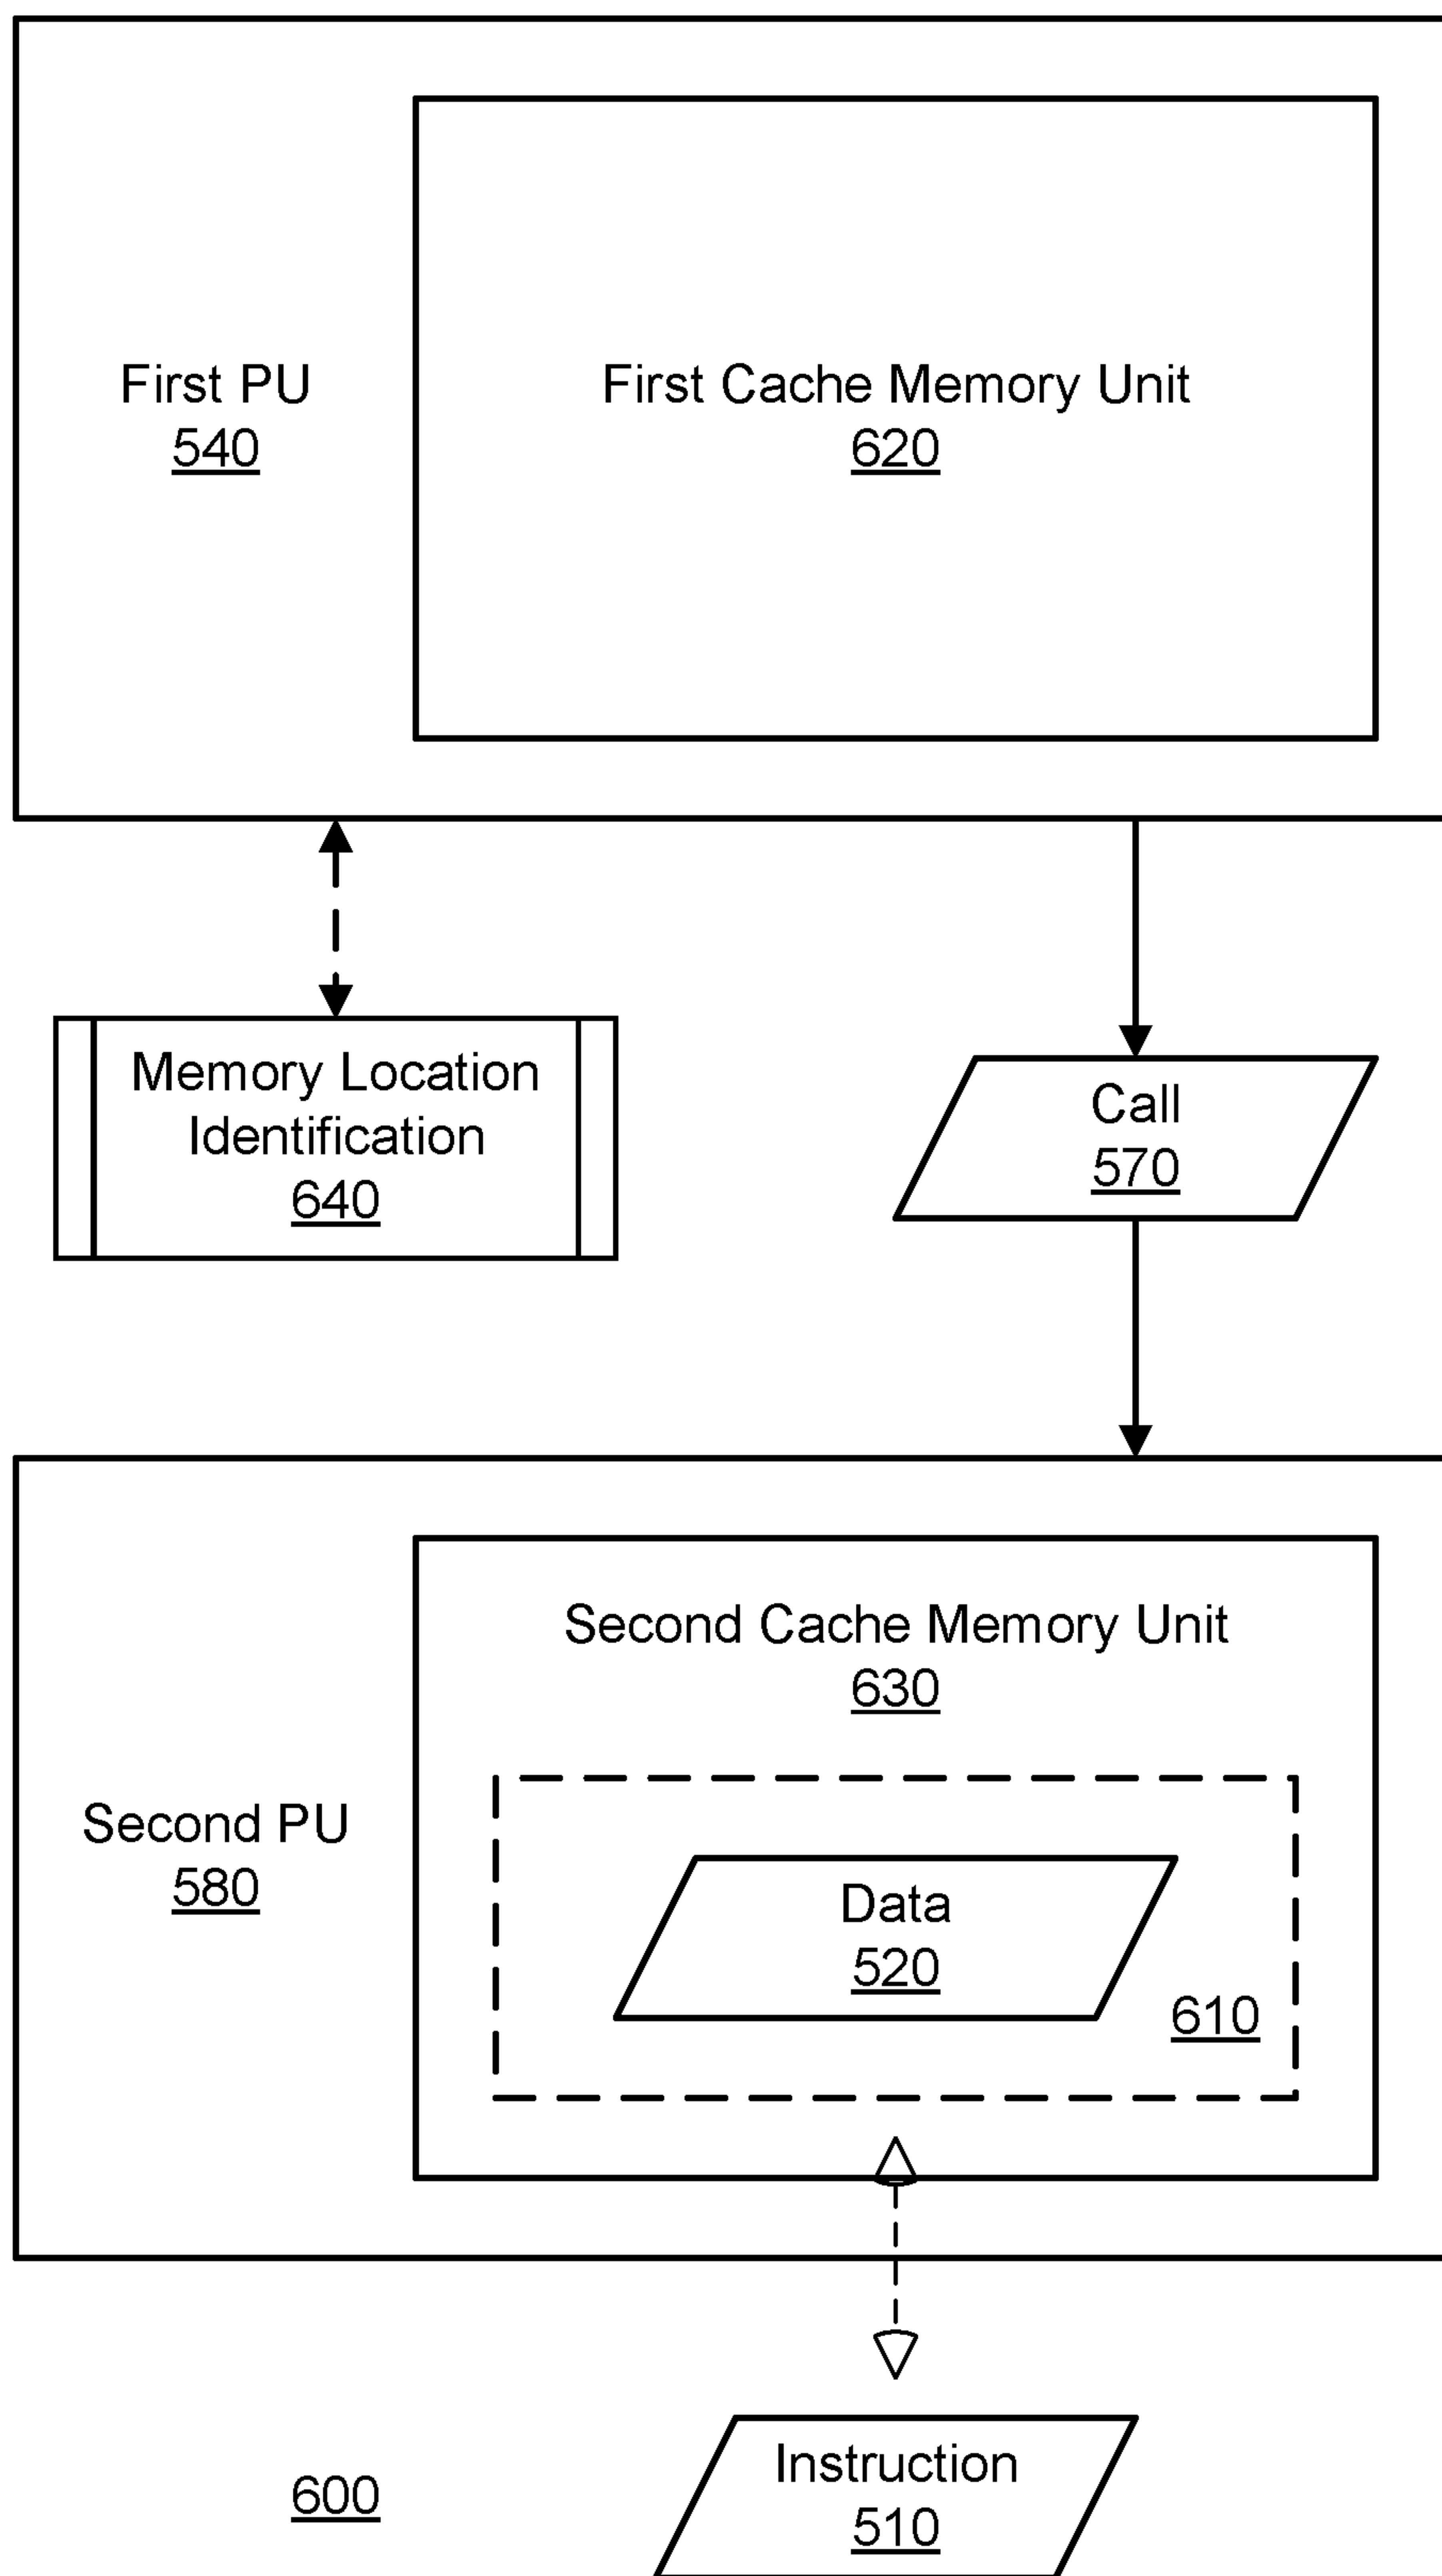 First PU
540
First Cache Memory Unit
620
Memory Location
Identification
640
Call
570
Second Cache Memory Unit
630
Second PU
580
Data
520
610
Instruction
510
600